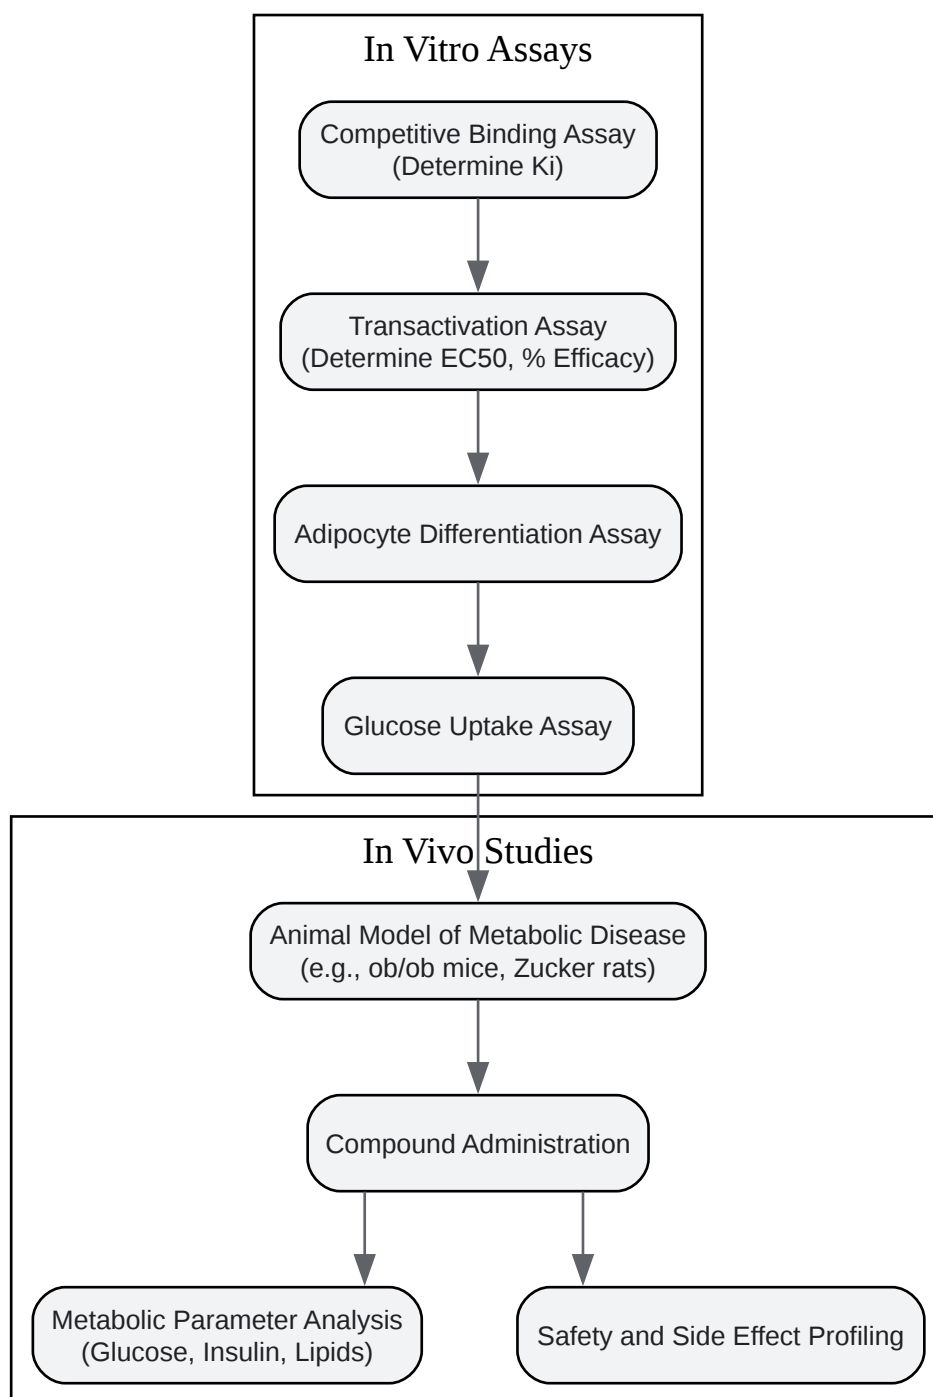 In Vitro Assays
Competitive Binding Assay
(Determine Ki)
Transactivation Assay
(Determine EC50, % Efficacy)
Adipocyte Differentiation Assay
Glucose Uptake Assay
In Vivo Studies
Animal Model of Metabolic Disease
(e.g., ob/ob mice, Zucker rats)
Compound Administration
Metabolic Parameter Analysis
(Glucose, Insulin, Lipids)
Safety and Side Effect Profiling